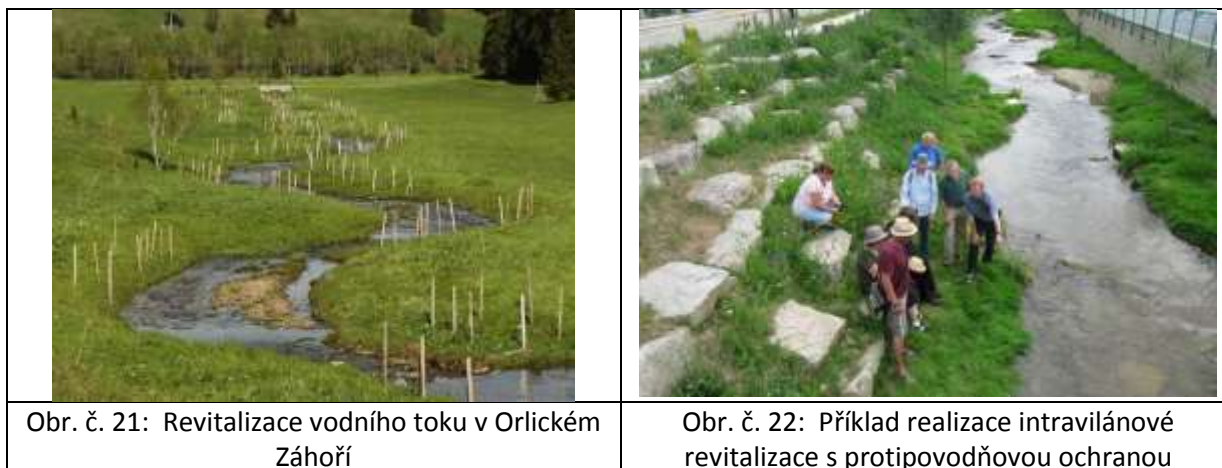 Obr. č. 21:  Revitalizace vodního toku v Orlickém
Záhoří
Obr. č. 22:  Příklad realizace intravilánové
revitalizace s protipovodňovou ochranou